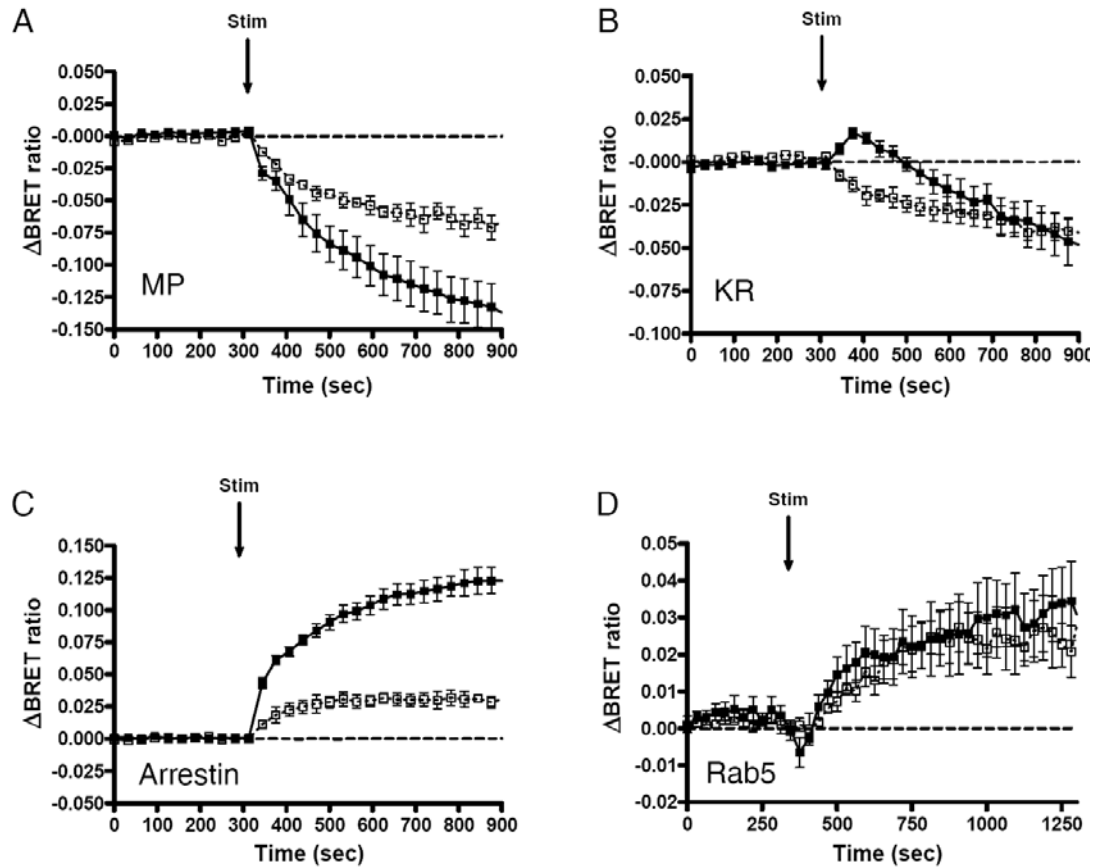 A
Stim
0.050
0.025
-0.000
-0.025
-0.050
-0.075
-0.100
-0.125
-0.150
ΔBRET ratio
MP
0 100 200 300 400 500 600 700 800 900
Time (sec)
B
Stim
0.050
0.025
-0.000
-0.025
-0.050
-0.075
-0.100
ΔBRET ratio
KR
0 100 200 300 400 500 600 700 800 900
Time (sec)
C
Stim
0.150
0.125
0.100
0.075
0.050
0.025
0.000
-0.025
-0.050
ΔBRET ratio
Arrestin
0 100 200 300 400 500 600 700 800 900
Time (sec)
D
Stim
0.05
0.04
0.03
0.02
0.01
0.00
-0.01
-0.02
ΔBRET ratio
Rab5
0 250 500 750 1000 1250
Time (sec)